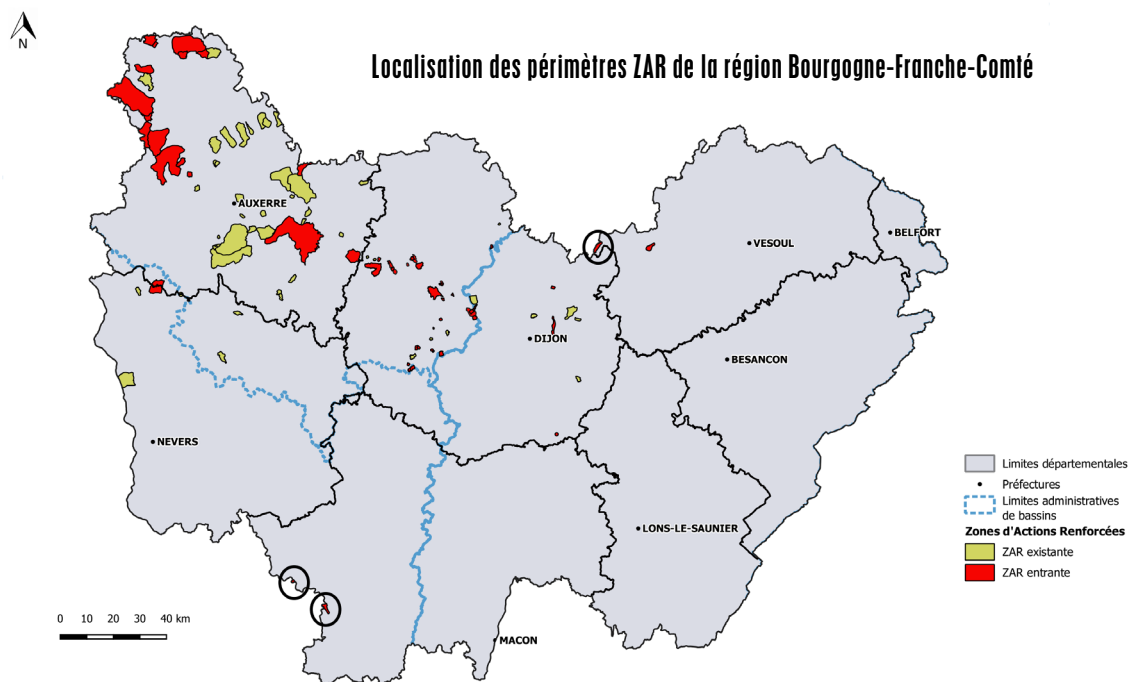 N
Localisation des périmètres ZAR de la région Bourgogne-Franche-Comté
AUXERRE
VESOUL
BELFORT
DIJON
BESANCON
NEVERS
LONS-LE-SAUNIER
MACON
Limites départementales
Préfectures
Limites administratives
de bassins
Zones d'Actions Renforcées
ZAR existante
ZAR entrante
0 10 20 30 40 km